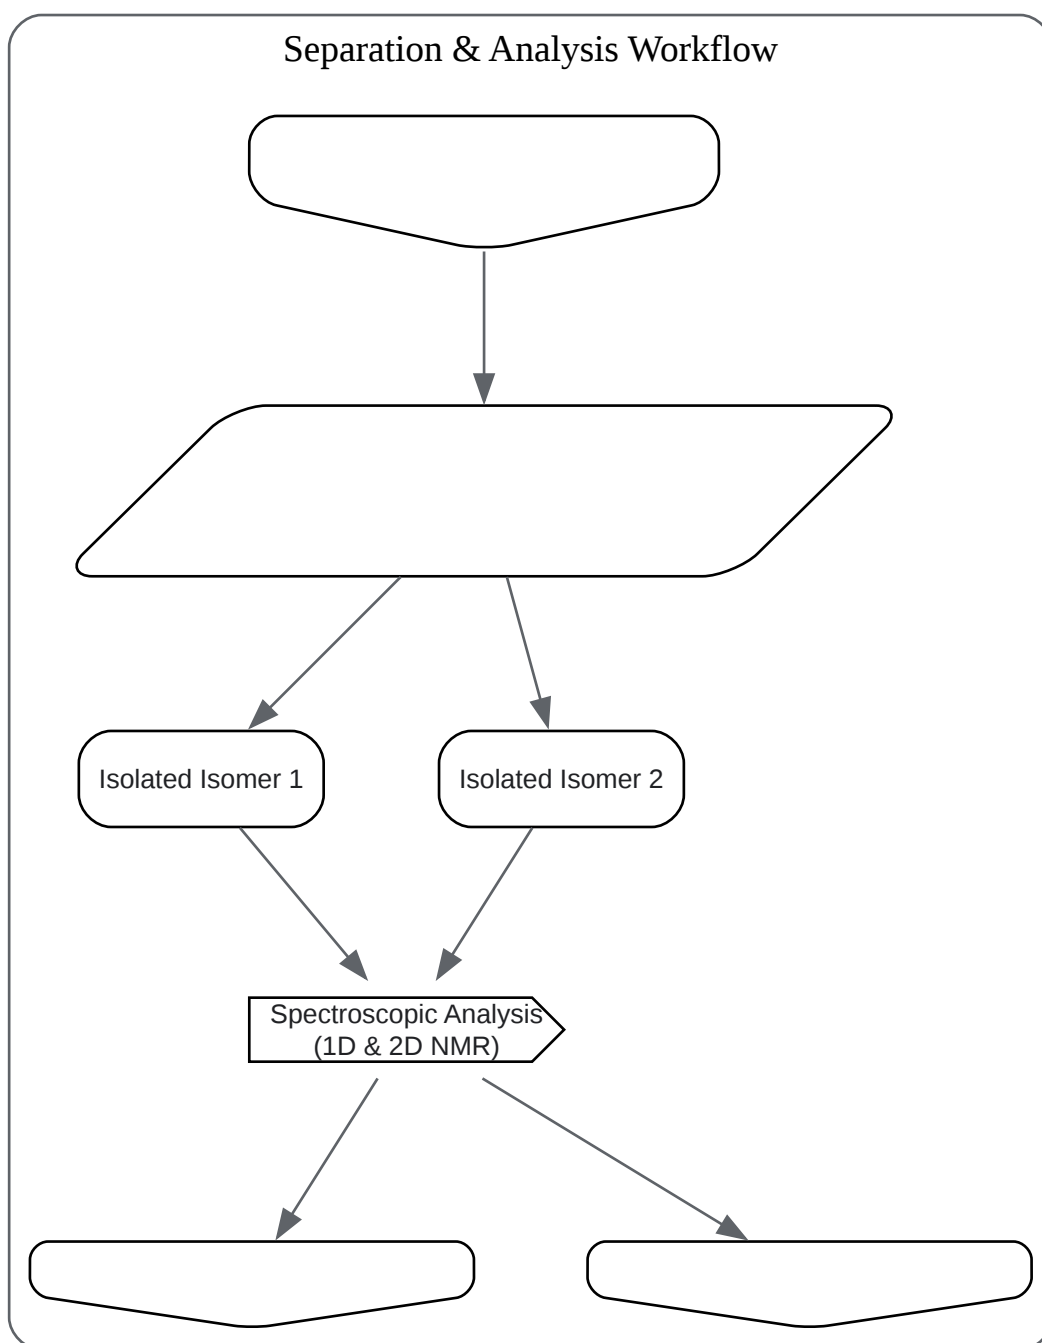 Separation & Analysis Workflow
Isolated Isomer 1
Isolated Isomer 2
Spectroscopic Analysis
(1D & 2D NMR)